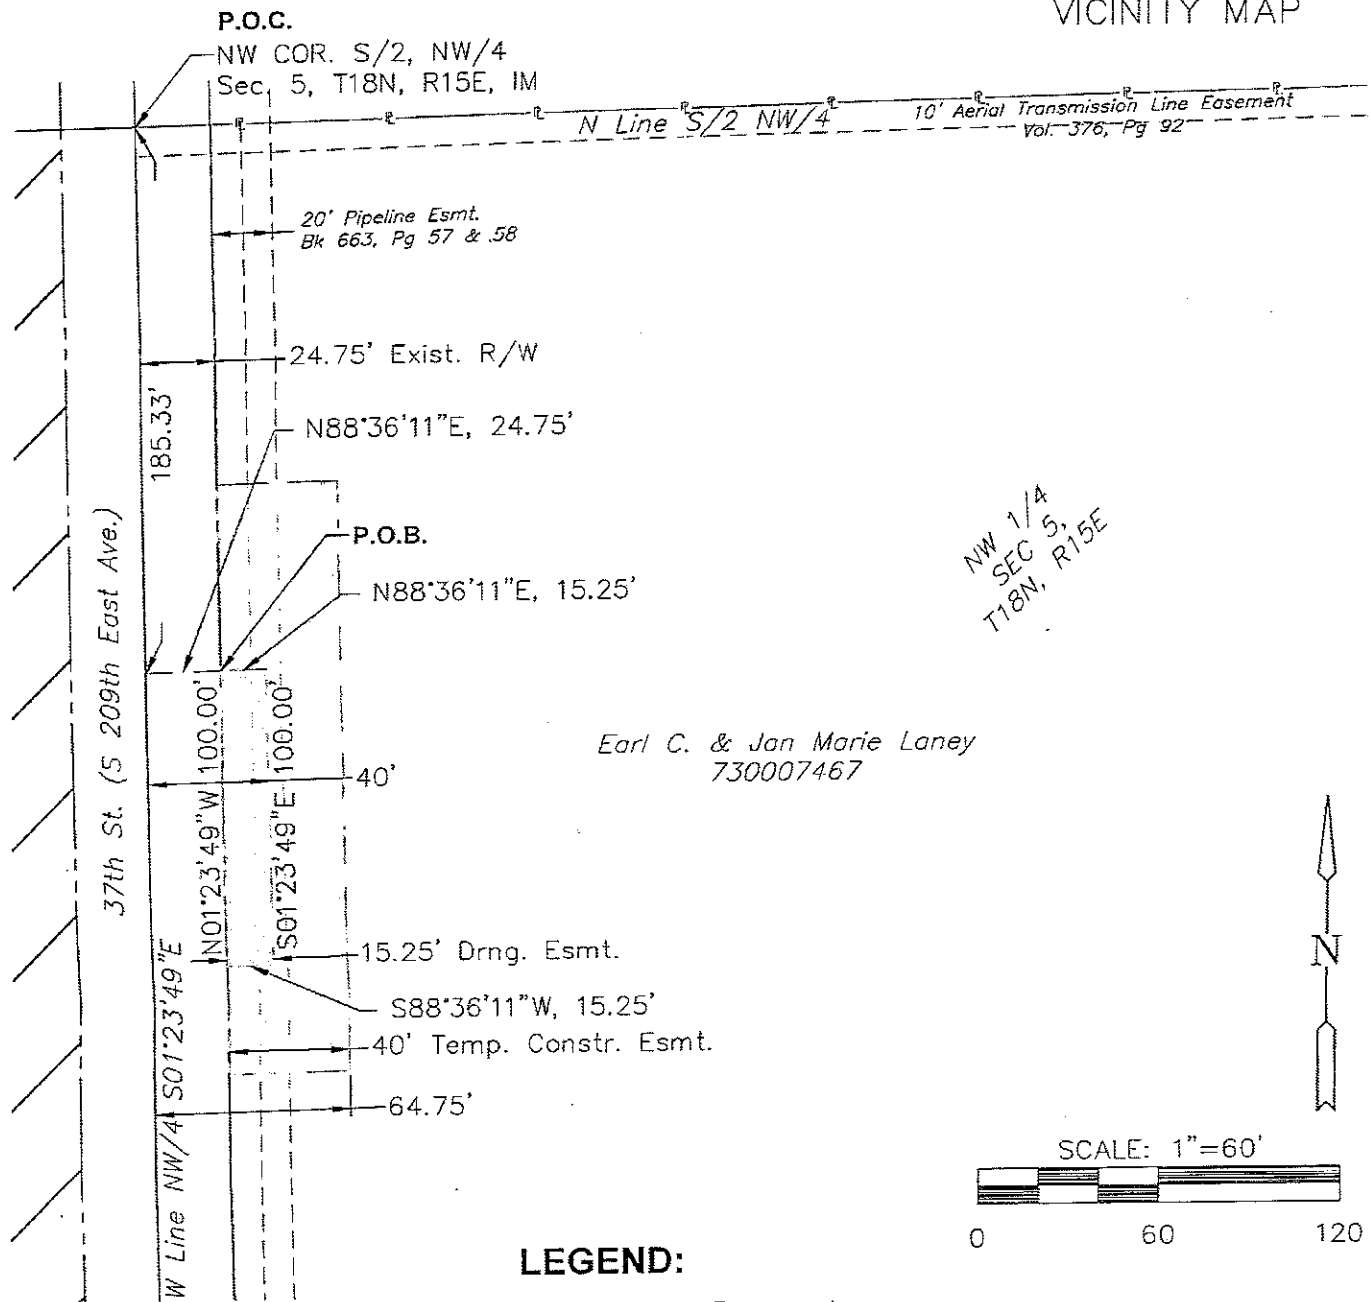 VICINITY MAP
P.O.C.
NW COR. S/2, NW/4
Sec. 5, T18N, R15E, IM
N Line S/2 NW/4
10' Aerial Transmission Line Easement
Vol. 376, Pg 92
20' Pipeline Esmt.
Bk 663, Pg 57 & 58
24.75' Exist. R/W
185.33'
N88°36'11"E, 24.75'
P.O.B.
N88°36'11"E, 15.25'
NW 1/4
SEC 5,
T18N, R15E
37th St. (S 209th East Ave.)
N01°23'49"W 100.00'
S01°23'49"E 100.00'
Earl C. & Jan Marie Laney
730007467
40'
15.25' Drng. Esmt.
S88°36'11"W, 15.25'
40' Temp. Constr. Esmt.
64.75'
W Line NW/4 S01°23'49"E
N
SCALE: 1"=60'
0 60 120
LEGEND: